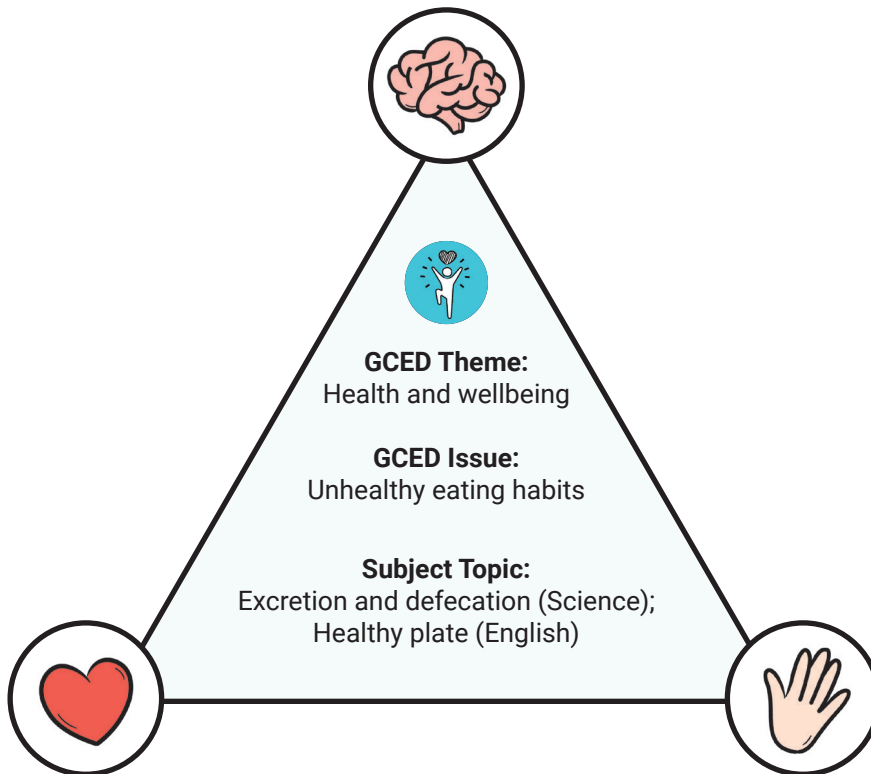 GCED Theme:
Health and wellbeing
GCED Issue:
Unhealthy eating habits
Subject Topic:
Excretion and defecation (Science);
Healthy plate (English)